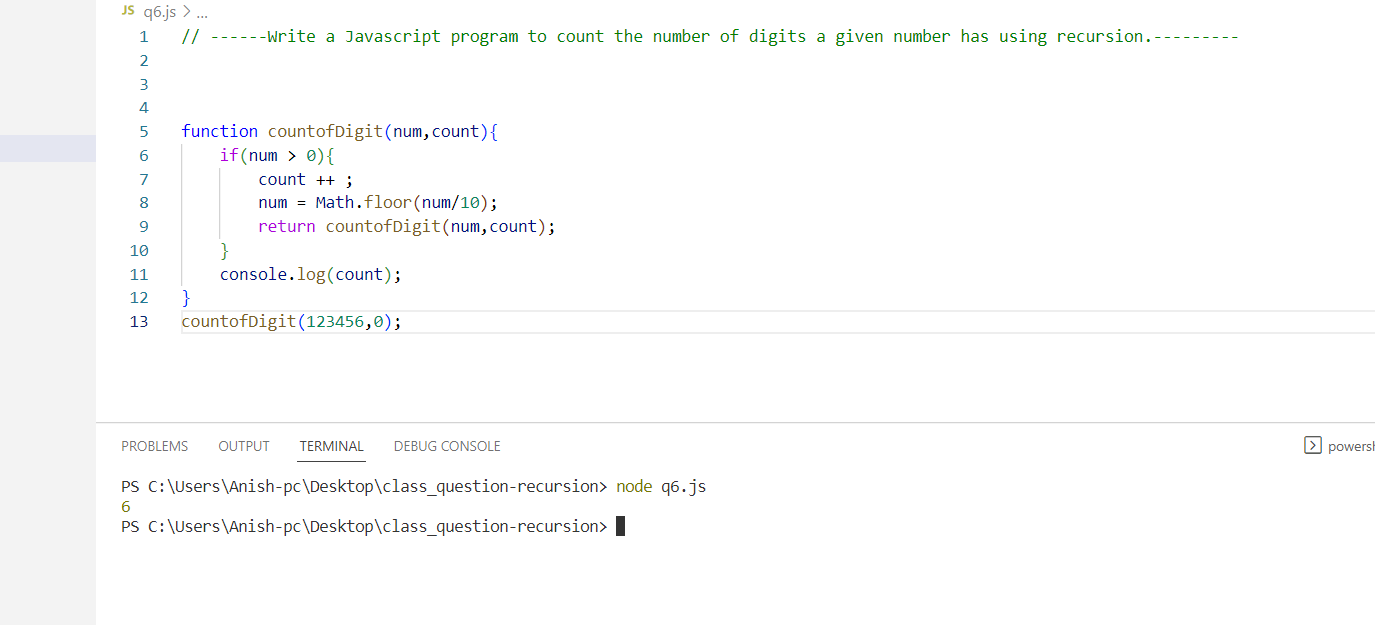 JS q6.js > ...
1 // ------Write a Javascript program to count the number of digits a given number has using recursion.---------
2
3
4
5 function countofDigit(num,count){
6     if(num > 0){
7         count ++ ;
8         num = Math.floor(num/10);
9         return countofDigit(num,count);
10     }
11     console.log(count);
12 }
13 countofDigit(123456,0);
PROBLEMS OUTPUT TERMINAL DEBUG CONSOLE powersh
PS C:\Users\Anish-pc\Desktop\class_question-recursion> node q6.js
6
PS C:\Users\Anish-pc\Desktop\class_question-recursion>